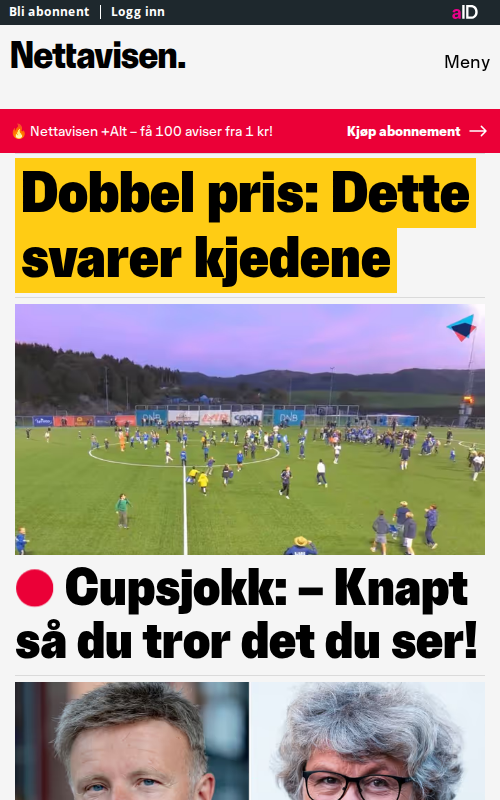 Bli abonnent | Logg inn
aID
Nettavisen.
Meny
🔥 Nettavisen +Alt – få 100 aviser fra 1 kr!
Kjøp abonnement →
Dobbel pris: Dette
svarer kjedene
Cupsjokk: – Knapt
så du tror det du ser!